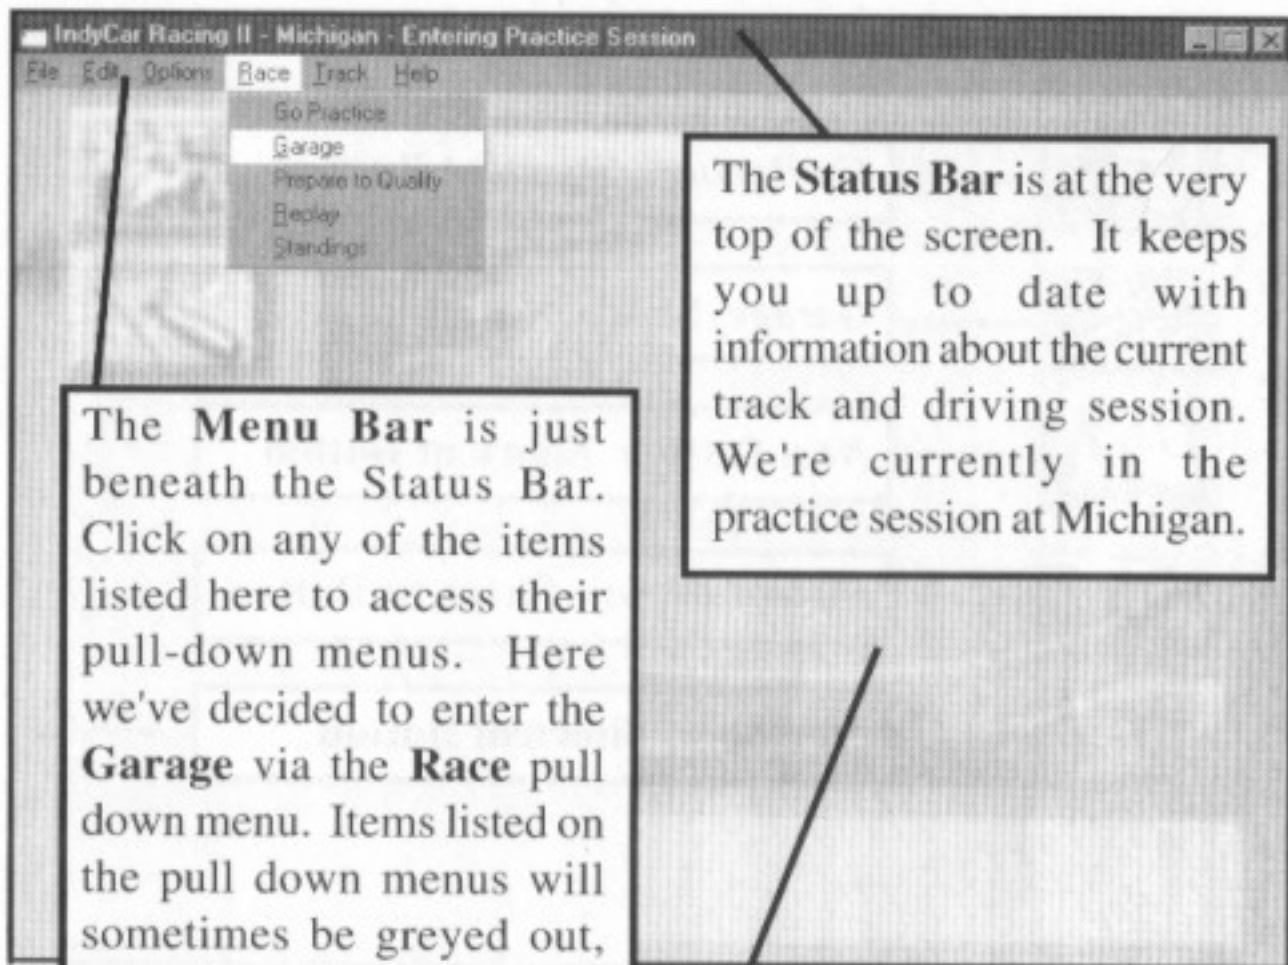 IndyCar Racing II - Michigan - Entering Practice Session
File Edit Options Race Track Help
Go Practice
Garage
Prepare to Qualify
Replay
Standings
The Status Bar is at the very
top of the screen. It keeps
you up to date with
information about the current
track and driving session.
We're currently in the
practice session at Michigan.
The Menu Bar is just
beneath the Status Bar.
Click on any of the items
listed here to access their
pull-down menus. Here
we've decided to enter the
Garage via the Race pull
down menu. Items listed on
the pull down menus will
sometimes be greyed out,